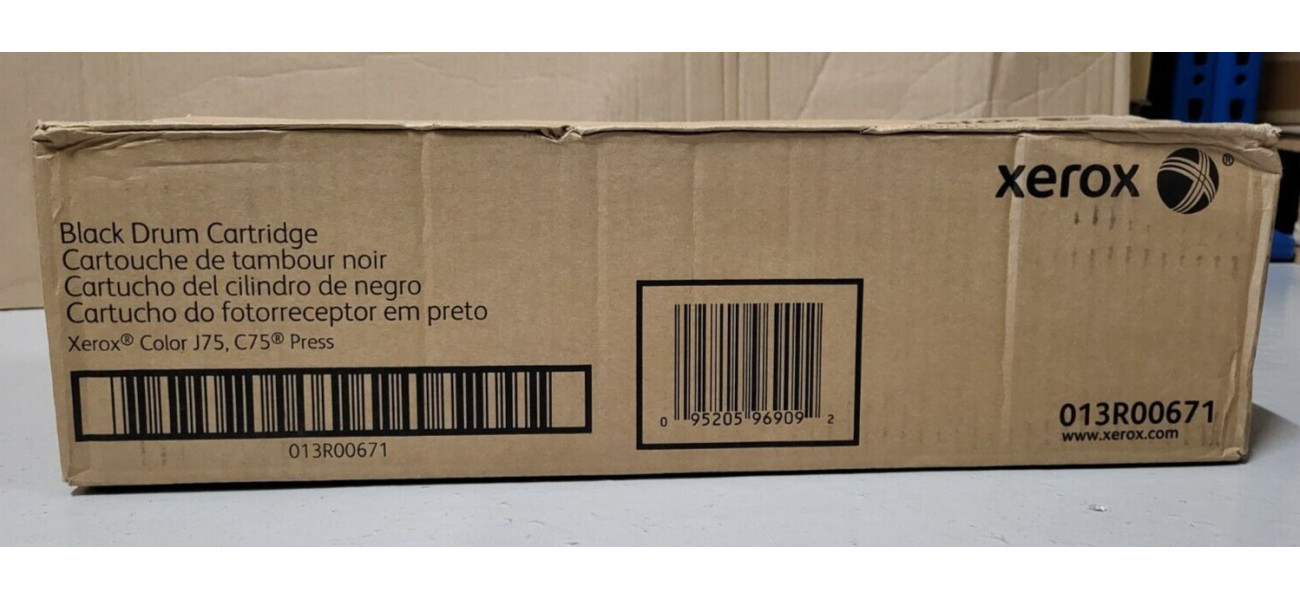 xerox ®
Black Drum Cartridge
Cartouche de tambour noir
Cartucho del cilindro de negro
Cartucho do fotorreceptor em preto
Xerox® Color J75, C75® Press
013R00671
0 95205 96909 2
013R00671
www.xerox.com